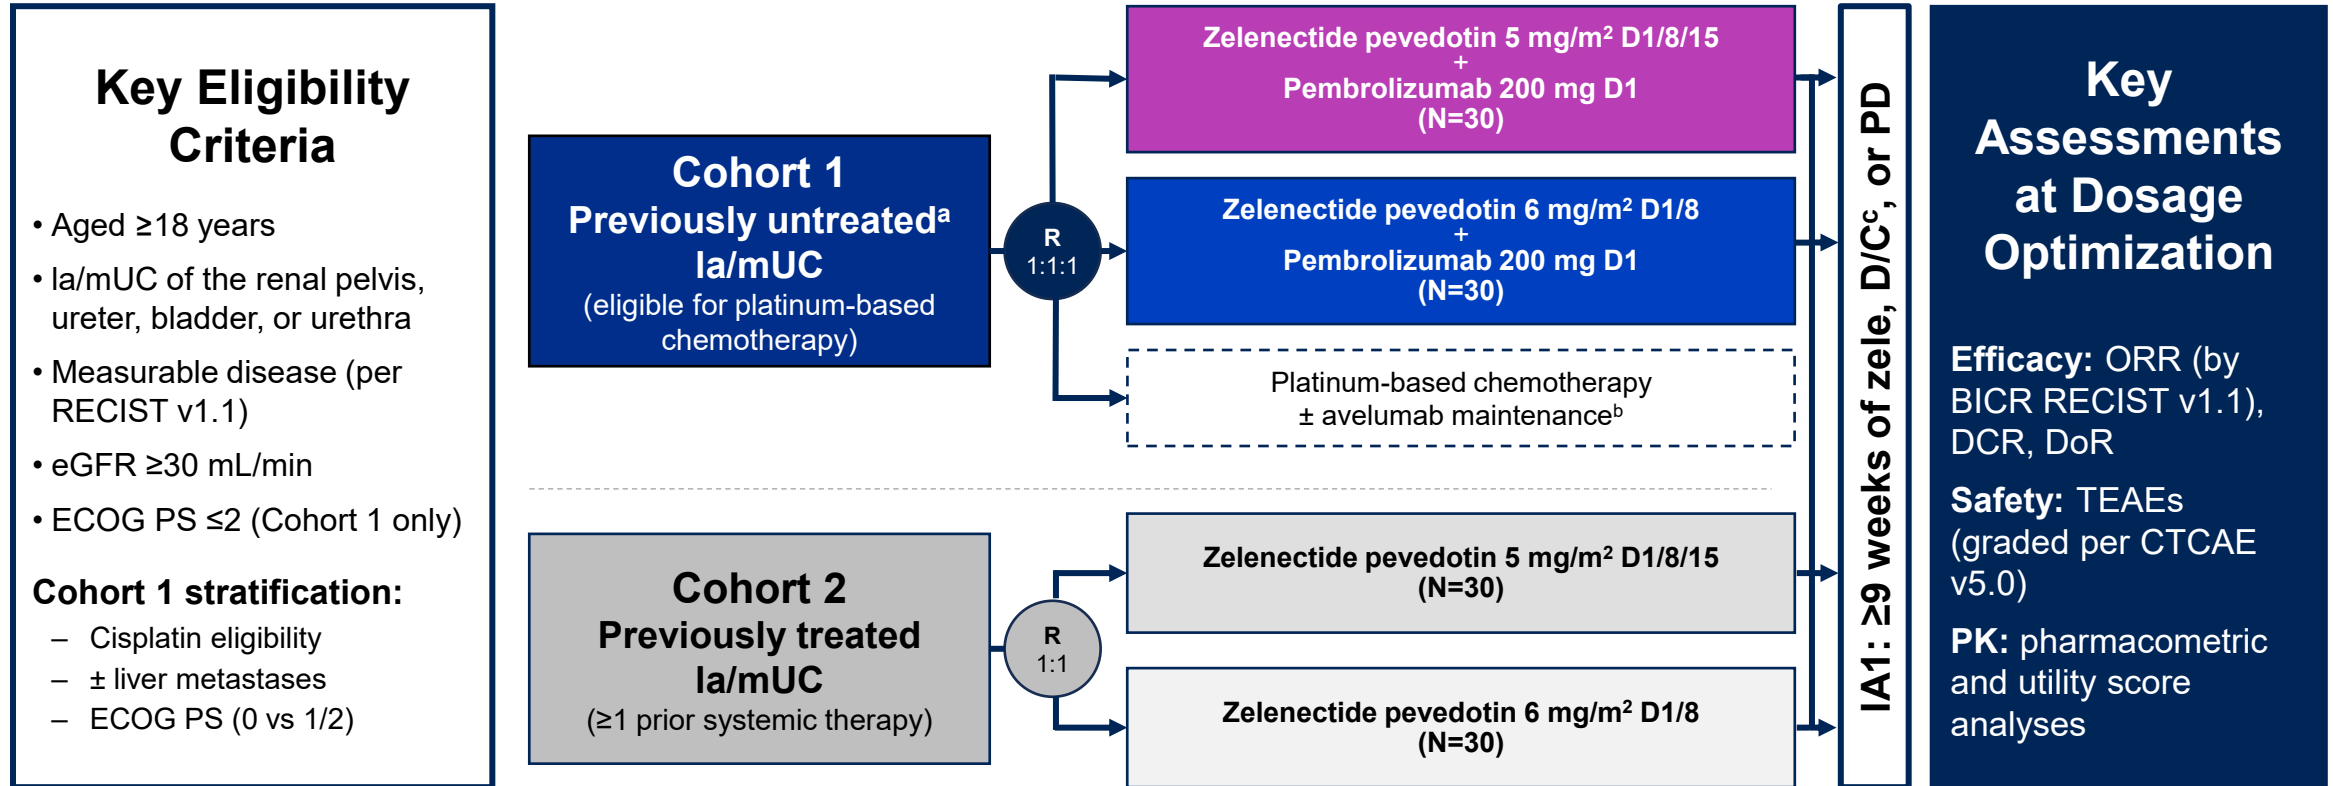 Key Eligibility
Criteria
• Aged ≥18 years
• la/mUC of the renal pelvis,
ureter, bladder, or urethra
• Measurable disease (per
RECIST v1.1)
• eGFR ≥30 mL/min
• ECOG PS ≤2 (Cohort 1 only)
Cohort 1 stratification:
– Cisplatin eligibility
– ± liver metastases
– ECOG PS (0 vs 1/2)
Cohort 1
Previously untreatedᵃ
la/mUC
(eligible for platinum-based
chemotherapy)
R
1:1:1
Zelenectide pevedotin 5 mg/m² D1/8/15
+
Pembrolizumab 200 mg D1
(N=30)
Zelenectide pevedotin 6 mg/m² D1/8
+
Pembrolizumab 200 mg D1
(N=30)
Platinum-based chemotherapy
± avelumab maintenanceᵇ
Cohort 2
Previously treated
la/mUC
(≥1 prior systemic therapy)
R
1:1
Zelenectide pevedotin 5 mg/m² D1/8/15
(N=30)
Zelenectide pevedotin 6 mg/m² D1/8
(N=30)
IA1: ≥9 weeks of zele, D/Cᶜ, or PD
Key
Assessments
at Dosage
Optimization
Efficacy: ORR (by
BICR RECIST v1.1),
DCR, DoR
Safety: TEAEs
(graded per CTCAE
v5.0)
PK: pharmacometric
and utility score
analyses